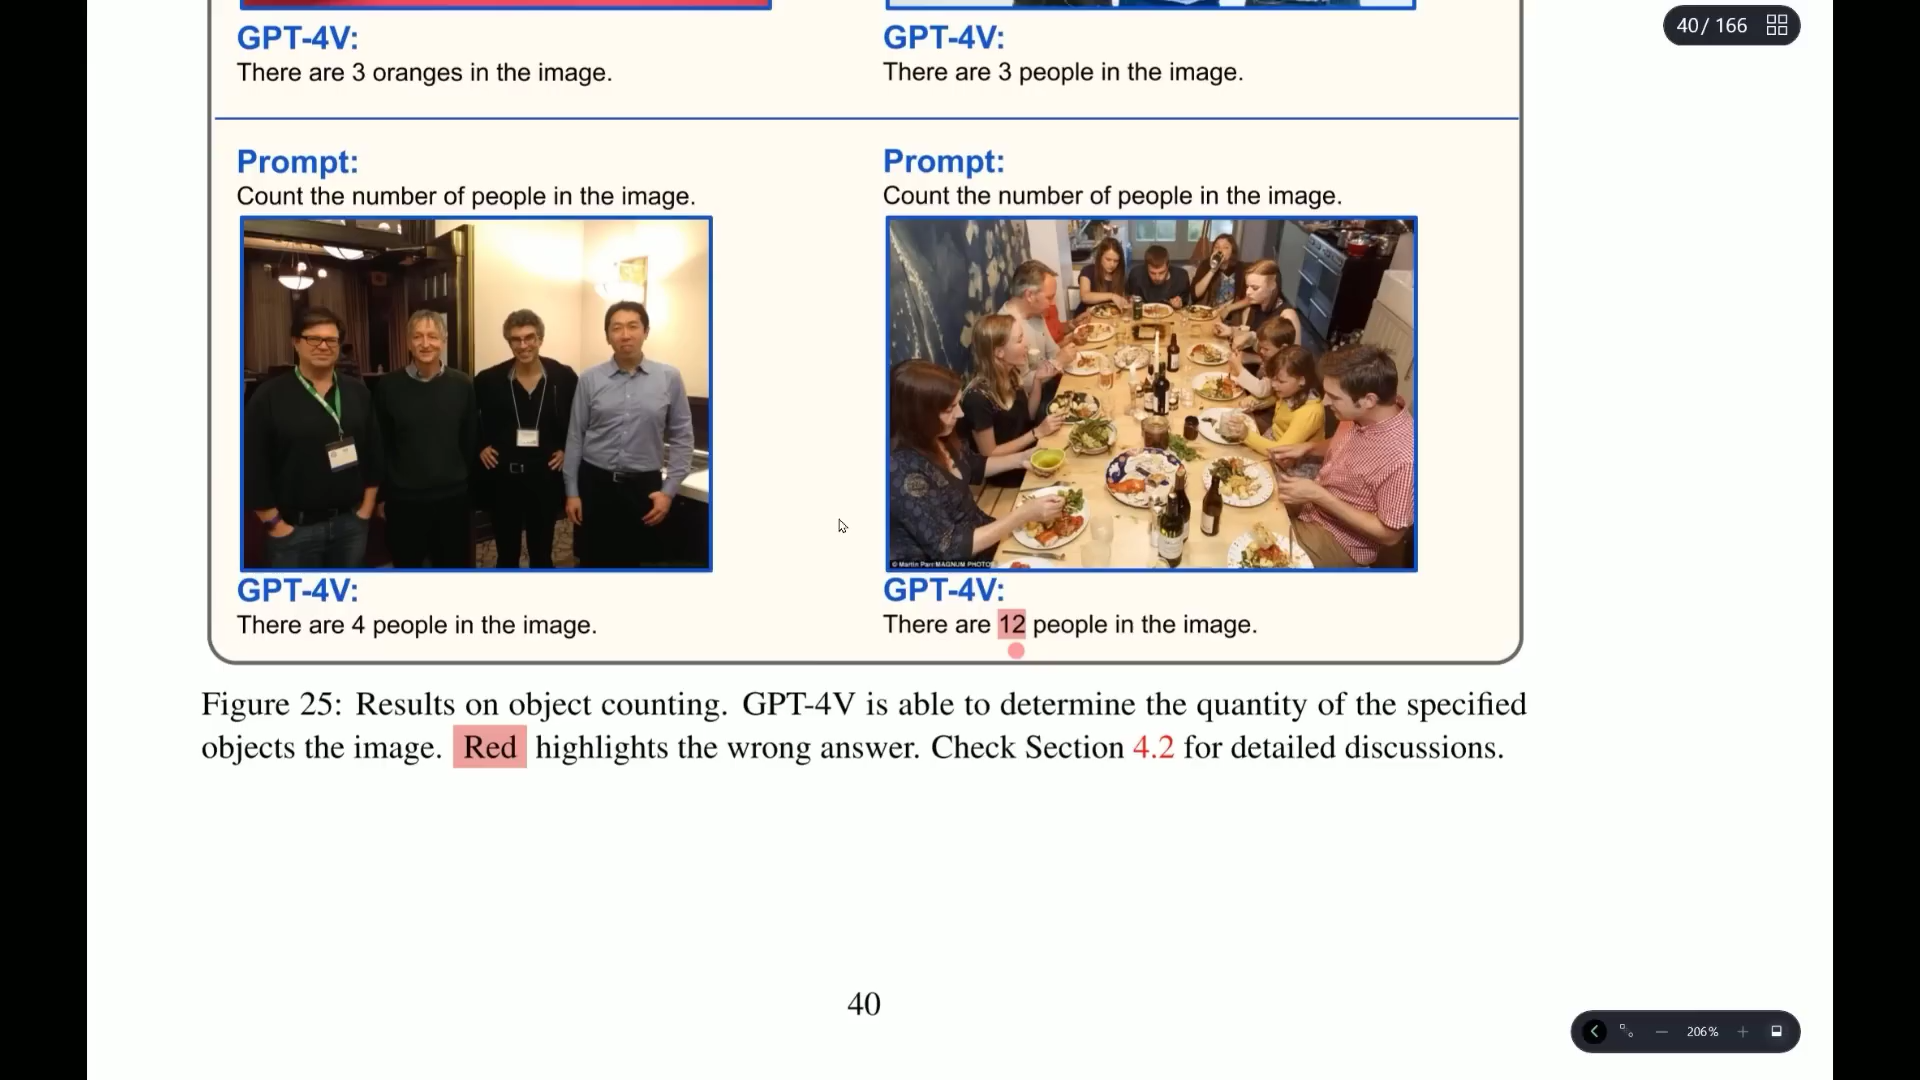 40 / 166
GPT-4V:
There are 3 oranges in the image.
GPT-4V:
There are 3 people in the image.
Prompt:
Count the number of people in the image.
GPT-4V:
There are 4 people in the image.
Prompt:
Count the number of people in the image.
© Martin Parr/MAGNUM PHOTOS
GPT-4V:
There are 12 people in the image.
Figure 25: Results on object counting. GPT-4V is able to determine the quantity of the specified
objects the image. Red highlights the wrong answer. Check Section 4.2 for detailed discussions.
40
206%